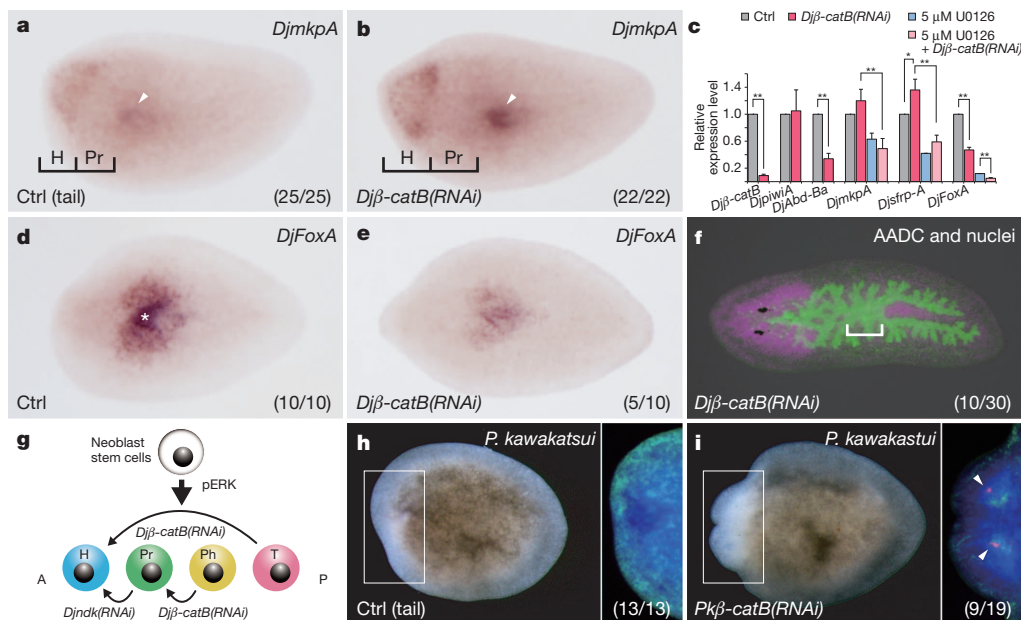 a
DjmkpA
H
Pr
Ctrl (tail)
(25/25)
b
DjmkpA
H
Pr
Djβ-catB(RNAi)
(22/22)
c
Ctrl
Djβ-catB(RNAi)
5 μM U0126
5 μM U0126
+ Djβ-catB(RNAi)
Relative
expression level
1.4
1.0
0.6
0.2
**
**
**
*
**
**
**
Djβ-catB
DjpiwiA
DjAbd-Ba
DjmkpA
Djsfrp-A
DjFoxA
d
DjFoxA
*
Ctrl
(10/10)
e
DjFoxA
Djβ-catB(RNAi)
(5/10)
f
AADC and nuclei
Djβ-catB(RNAi)
(10/30)
g
Neoblast
stem cells
pERK
Djβ-catB(RNAi)
A
H
Pr
Ph
T
P
Djndk(RNAi)
Djβ-catB(RNAi)
h
P. kawakatsui
Ctrl (tail)
(13/13)
i
P. kawakastui
Pkβ-catB(RNAi)
(9/19)